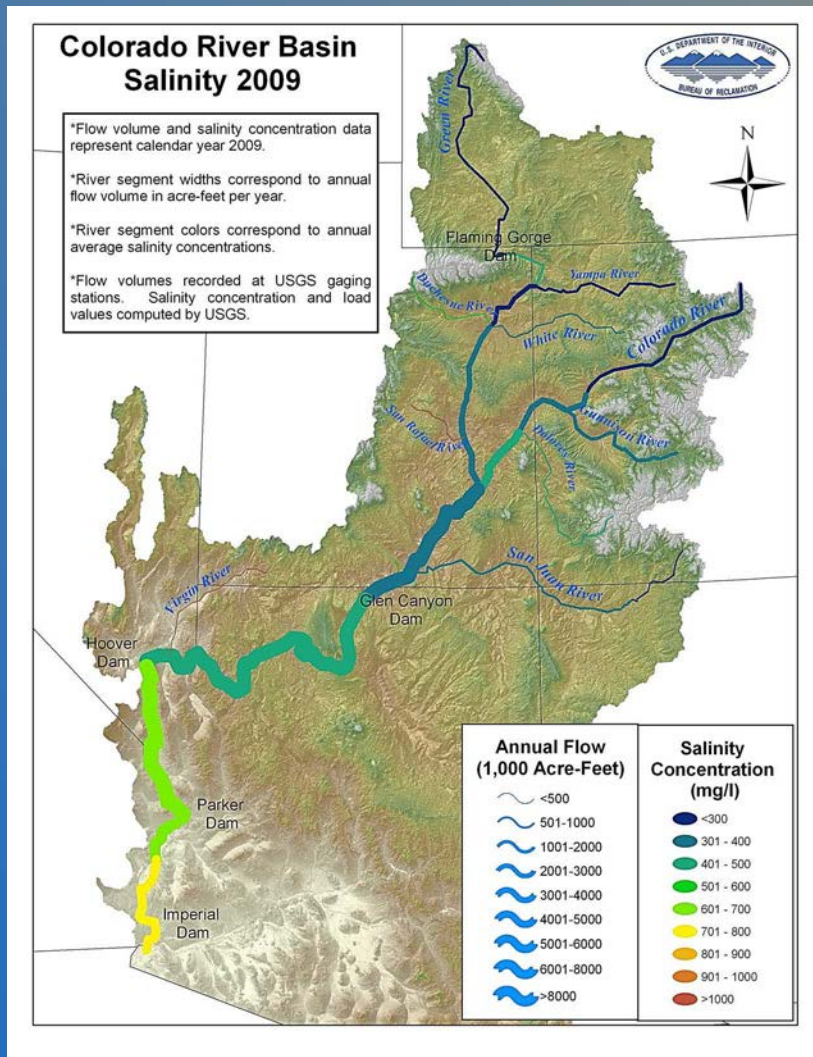 Colorado River Basin
Salinity 2009
*Flow volume and salinity concentration data
represent calendar year 2009.
*River segment widths correspond to annual
flow volume in acre-feet per year.
*River segment colors correspond to annual
average salinity concentrations.
*Flow volumes recorded at USGS gaging
stations. Salinity concentration and load
values computed by USGS.
U.S. DEPARTMENT OF THE INTERIOR
BUREAU OF RECLAMATION
N
Green River
Flaming Gorge
Dam
Yampa River
Duchesne River
White River
Colorado River
Gunnison River
San Rafael River
Dolores River
San Juan River
Glen Canyon
Dam
Virgin River
Hoover
Dam
Parker
Dam
Imperial
Dam
Annual Flow
(1,000 Acre-Feet)
<500
501-1000
1001-2000
2001-3000
3001-4000
4001-5000
5001-6000
6001-8000
>8000
Salinity
Concentration
(mg/l)
<300
301 - 400
401 - 500
501 - 600
601 - 700
701 - 800
801 - 900
901 - 1000
>1000